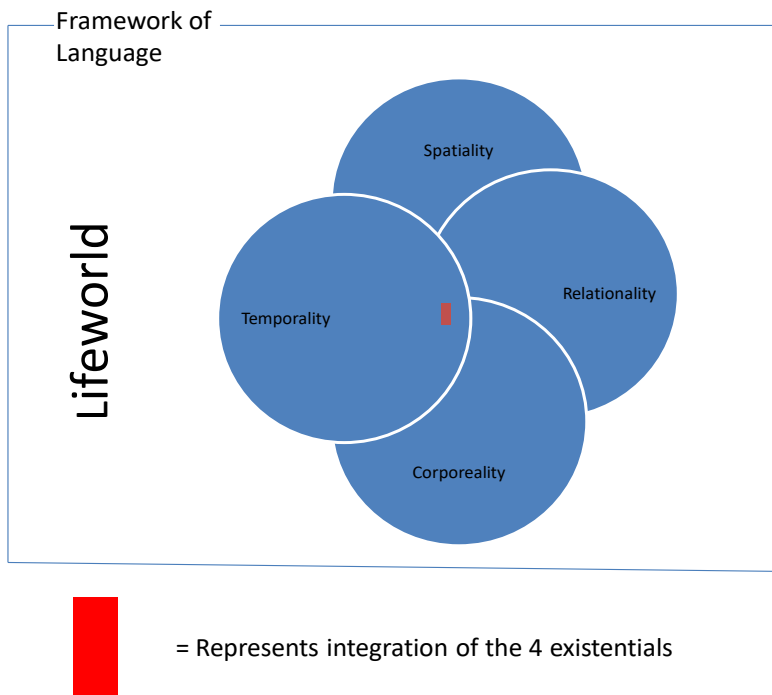 Framework of
Language
Spatiality
Lifeworld
Relationality
Temporality
Corporeality
= Represents integration of the 4 existentials